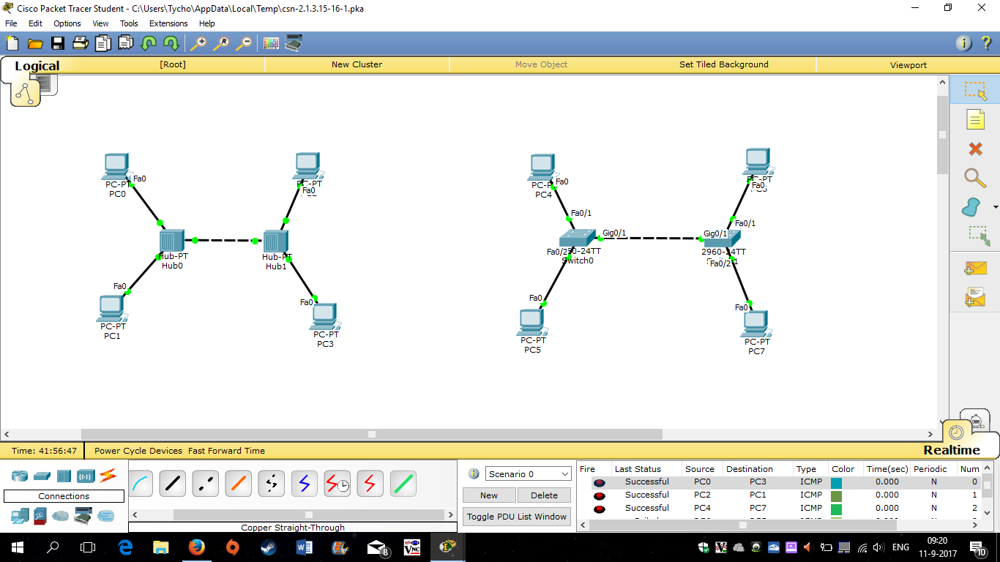 Cisco Packet Tracer Student - C:\Users\Tycho\AppData\Local\Temp\csn-2.1.3.15-16-1.pka
File Edit Options View Tools Extensions Help
Logical [Root] New Cluster Move Object Set Tiled Background Viewport
Fa0
PC-PT
PC0
PC-PT
Fa0
Hub-PT
Hub0
Hub-PT
Hub1
Fa0
PC-PT
PC1
Fa0
PC-PT
PC3
Fa0
PC4
Fa0/1
Gig0/1
Fa0/2
50-24TT
Switch0
Fa0
PC-PT
PC5
PC-PT
Fa0
Fa0/1
Gig0/1
2960-24TT
Fa0/2
Fa0
PC-PT
PC7
Time: 41:56:47 Power Cycle Devices Fast Forward Time Realtime
Connections
Copper Straight-Through
Scenario 0
New Delete
Toggle PDU List Window
Fire Last Status Source Destination Type Color Time(sec) Periodic Num
Successful PC0 PC3 ICMP 0.000 N 0
Successful PC2 PC1 ICMP 0.000 N 1
Successful PC4 PC7 ICMP 0.000 N 2
8
ENG
09:20
11-9-2017
10